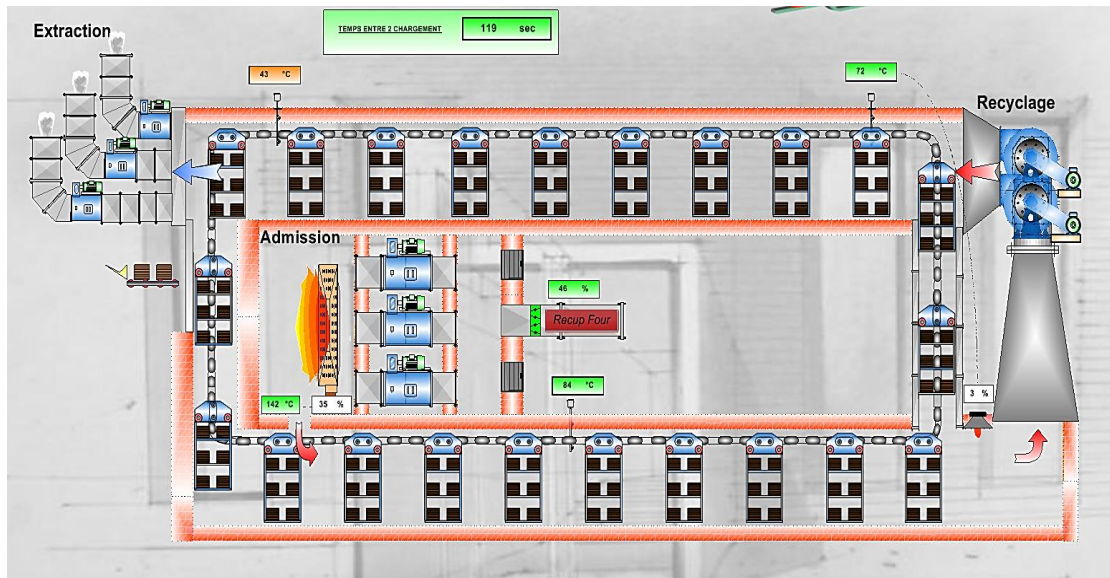 Extraction
TEMPS ENTRE 2 CHARGEMENT
119 sec
43 °C
72 °C
Recyclage
Admission
46 %
Recup Four
84 °C
142 °C
35 %
3 %